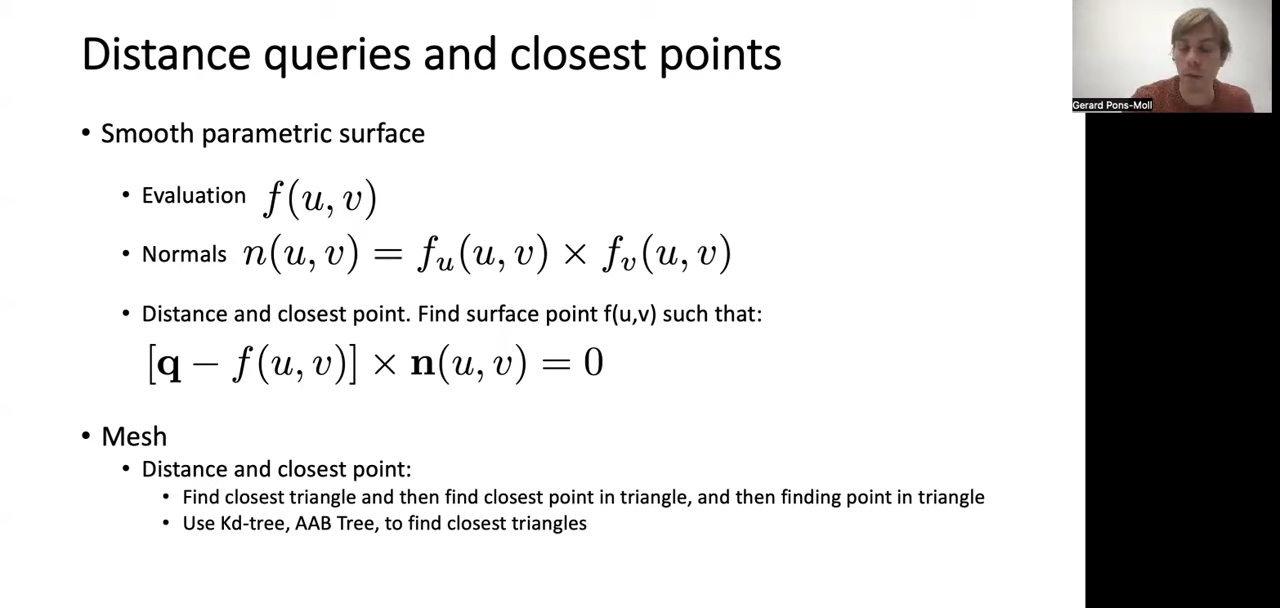 Distance queries and closest points
Gerard Pons-Moll
• Smooth parametric surface
• Evaluation f(u, v)
• Normals n(u, v) = f_u(u, v) × f_v(u, v)
• Distance and closest point. Find surface point f(u,v) such that:
[q − f(u, v)] × n(u, v) = 0
• Mesh
• Distance and closest point:
• Find closest triangle and then find closest point in triangle, and then finding point in triangle
• Use Kd-tree, AAB Tree, to find closest triangles